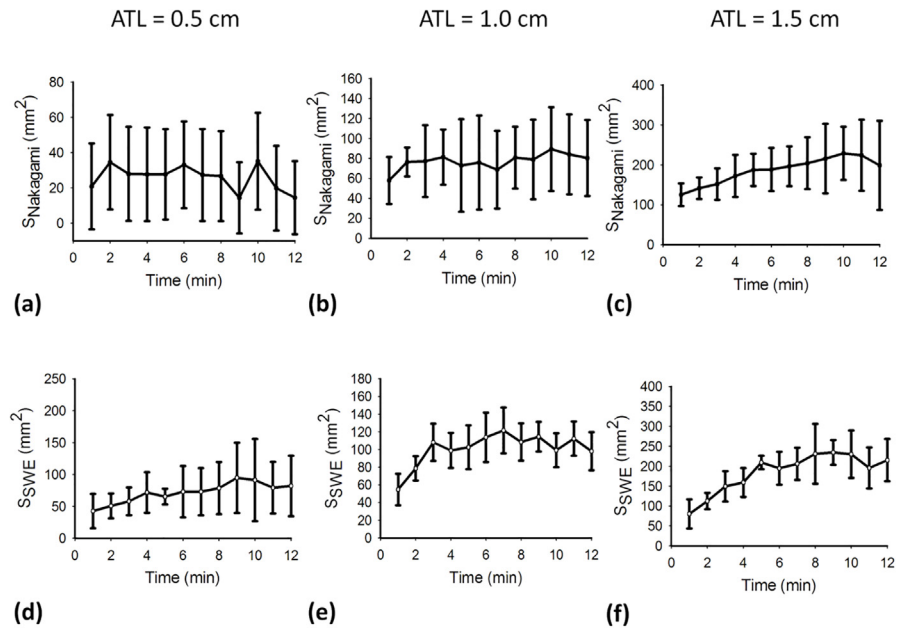 ATL = 0.5 cm
ATL = 1.0 cm
ATL = 1.5 cm
SNakagami (mm2)
80
60
40
20
0
0 2 4 6 8 10 12
Time (min)
(a)
SNakagami (mm2)
160
140
120
100
80
60
40
20
0
0 2 4 6 8 10 12
Time (min)
(b)
SNakagami (mm2)
400
300
200
100
0
0 2 4 6 8 10 12
Time (min)
(c)
SSWE (mm2)
250
200
150
100
50
0
0 2 4 6 8 10 12
Time (min)
(d)
SSWE (mm2)
180
160
140
120
100
80
60
40
20
0
0 2 4 6 8 10 12
Time (min)
(e)
SSWE (mm2)
400
350
300
250
200
150
100
50
0
0 2 4 6 8 10 12
Time (min)
(f)